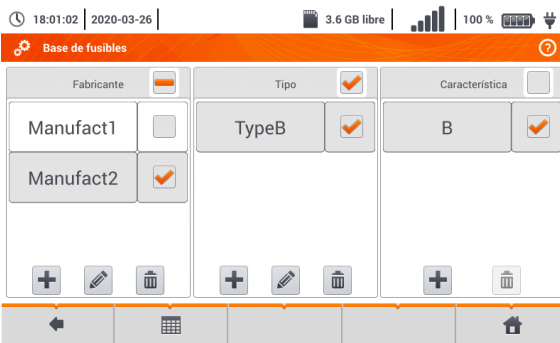 18:01:02 2020-03-26 3.6 GB libre 100 %
Base de fusibles ?
Fabricante Tipo Característica
Manufact1 TypeB B
Manufact2